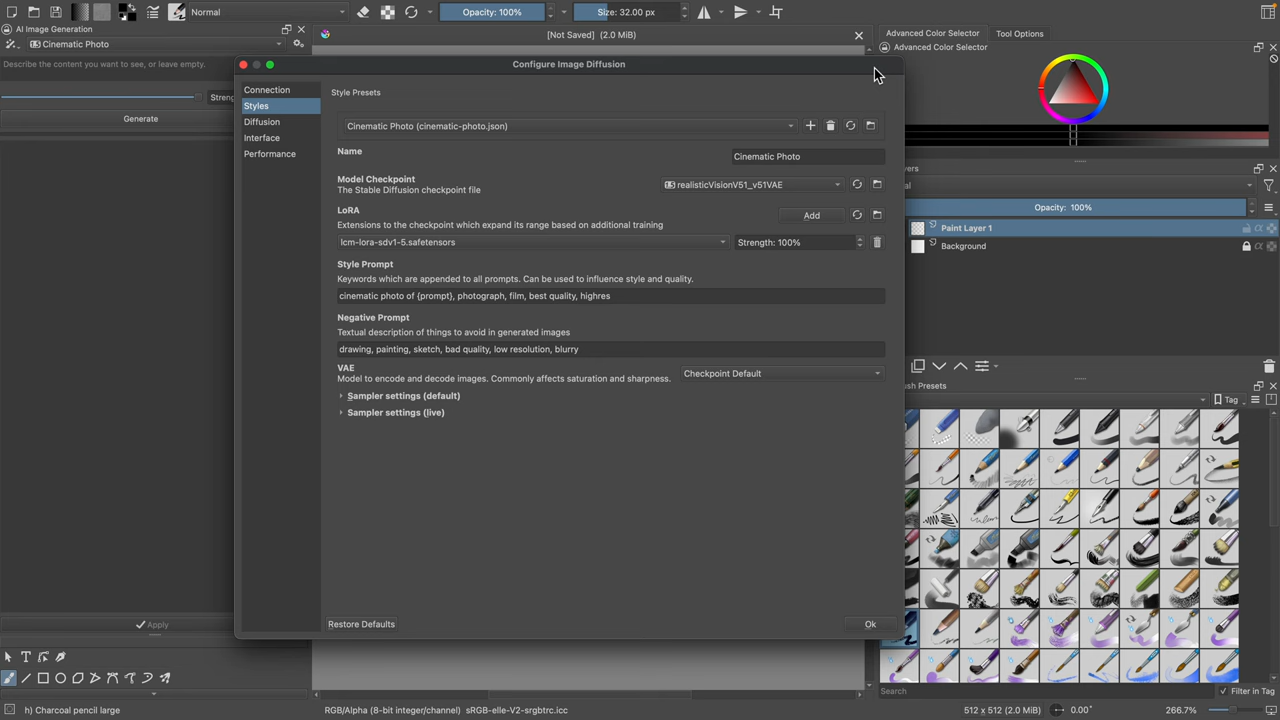 Normal
Opacity: 100%
Size: 32.00 px
AI Image Generation
Cinematic Photo
Describe the content you want to see, or leave empty.
Streng
Generate
Apply
h) Charcoal pencil large
[Not Saved] (2.0 MiB)
Configure Image Diffusion
Connection
Styles
Diffusion
Interface
Performance
Style Presets
Cinematic Photo (cinematic-photo.json)
Name
Cinematic Photo
Model Checkpoint
The Stable Diffusion checkpoint file
realisticVisionV51_v51VAE
LoRA
Add
Extensions to the checkpoint which expand its range based on additional training
lcm-lora-sdv1-5.safetensors
Strength: 100%
Style Prompt
Keywords which are appended to all prompts. Can be used to influence style and quality.
cinematic photo of {prompt}, photograph, film, best quality, highres
Negative Prompt
Textual description of things to avoid in generated images
drawing, painting, sketch, bad quality, low resolution, blurry
VAE
Model to encode and decode images. Commonly affects saturation and sharpness.
Checkpoint Default
Sampler settings (default)
Sampler settings (live)
Restore Defaults
Ok
RGB/Alpha (8-bit integer/channel) sRGB-elle-V2-srgbtrc.icc
Advanced Color Selector
Tool Options
Advanced Color Selector
yers
al
Opacity: 100%
Paint Layer 1
Background
ush Presets
Tag
Search
Filter in Tag
512 x 512 (2.0 MiB)
0.00°
266.7%